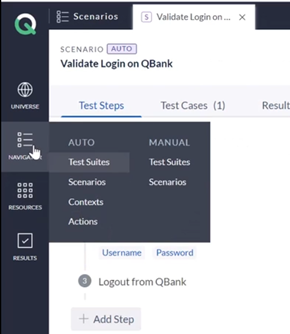 Scenarios
S Validate Login on ...
SCENARIO AUTO
Validate Login on QBank
UNIVERSE
Test Steps Test Cases (1) Result
NAVIGAT
AUTO MANUAL
Test Suites Test Suites
Scenarios Scenarios
Contexts
Actions
RESOURCES
RESULTS
Username Password
3 Logout from QBank
+ Add Step